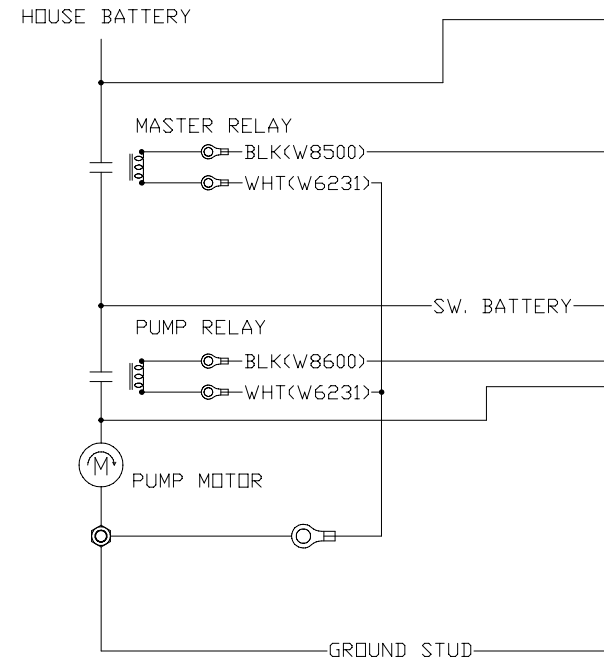 HOUSE BATTERY
MASTER RELAY
BLK(W8500)
WHT(W6231)
SW. BATTERY
PUMP RELAY
BLK(W8600)
WHT(W6231)
M
PUMP MOTOR
GROUND STUD